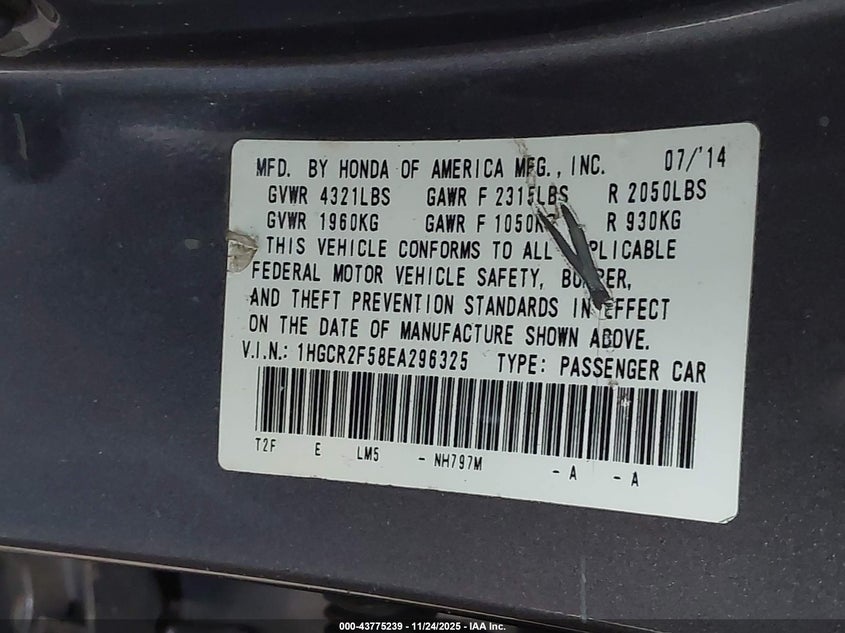 MFD. BY HONDA OF AMERICA MFG., INC. 07/'14
GVWR 4321LBS GAWR F 2315LBS R 2050LBS
GVWR 1960KG GAWR F 1050K R 930KG
THIS VEHICLE CONFORMS TO ALL PLICABLE
FEDERAL MOTOR VEHICLE SAFETY, BUMPER,
AND THEFT PREVENTION STANDARDS IN EFFECT
ON THE DATE OF MANUFACTURE SHOWN ABOVE.
V.I.N.: 1HGCR2F58EA296325 TYPE: PASSENGER CAR
T2F E LM5 - NH797M - A - A
000-43775239 - 11/24/2025 - IAA Inc.